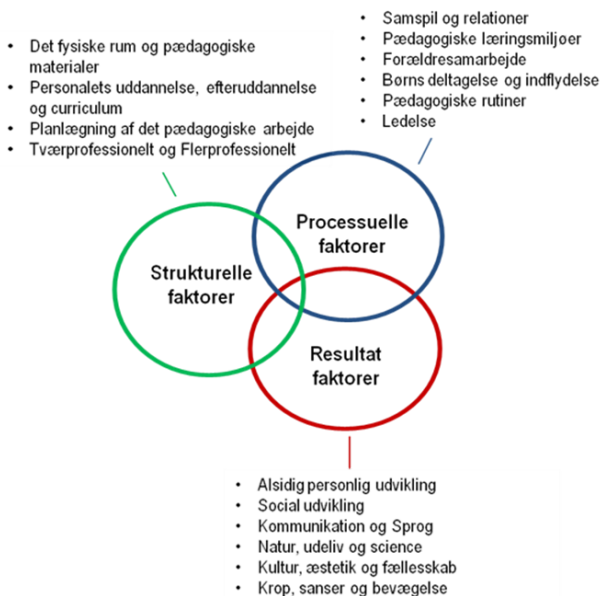 • Det fysiske rum og pædagogiske
materialer
• Personalets uddannelse, efteruddannelse
og curriculum
• Planlægning af det pædagogiske arbejde
• Tværprofessionelt og Flerprofessionelt
• Samspil og relationer
• Pædagogiske læringsmiljøer
• Forældresamarbejde
• Børns deltagelse og indflydelse
• Pædagogiske rutiner
• Ledelse
Processuelle
faktorer
Strukturelle
faktorer
Resultat
faktorer
• Alsidig personlig udvikling
• Social udvikling
• Kommunikation og Sprog
• Natur, udeliv og science
• Kultur, æstetik og fællesskab
• Krop, sanser og bevægelse